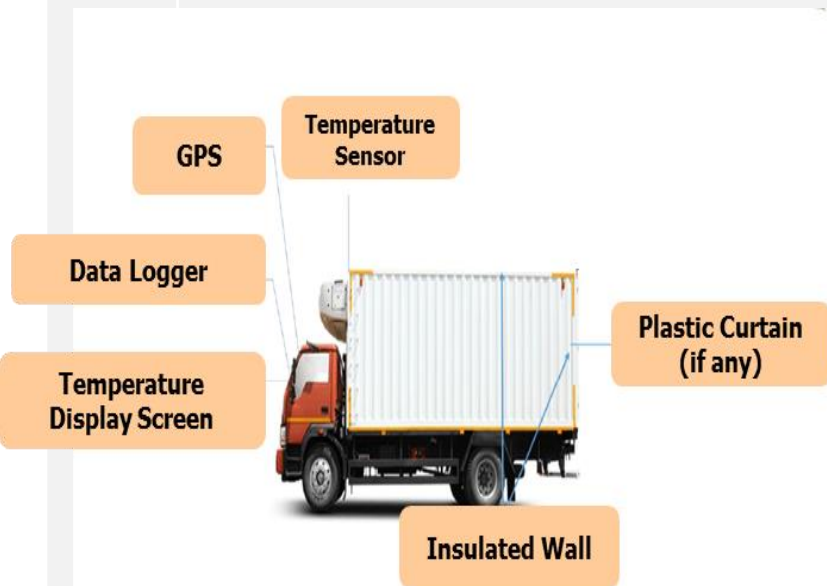 Temperature
Sensor
GPS
Data Logger
Temperature
Display Screen
Plastic Curtain
(if any)
Insulated Wall